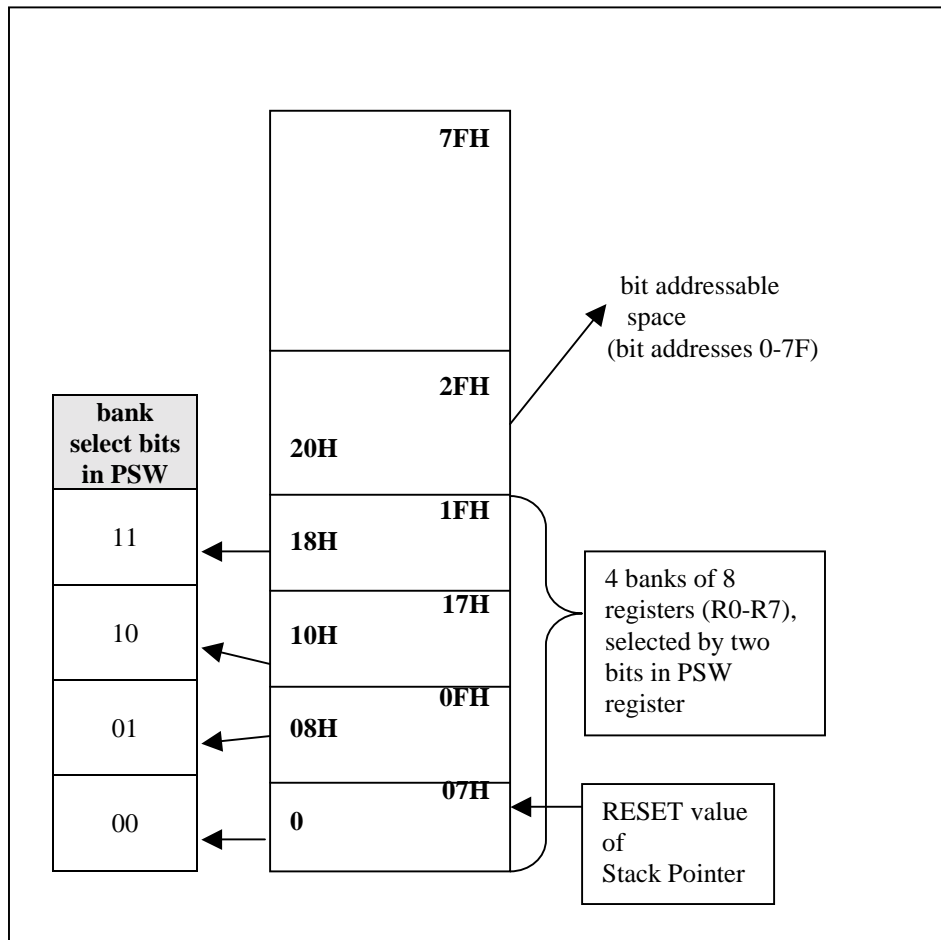 7FH
bit addressable
space
(bit addresses 0-7F)
2FH
20H
bank
select bits
in PSW
1FH
18H
11
4 banks of 8
registers (R0-R7),
selected by two
bits in PSW
register
17H
10H
10
0FH
08H
01
07H
0
00
RESET value
of
Stack Pointer